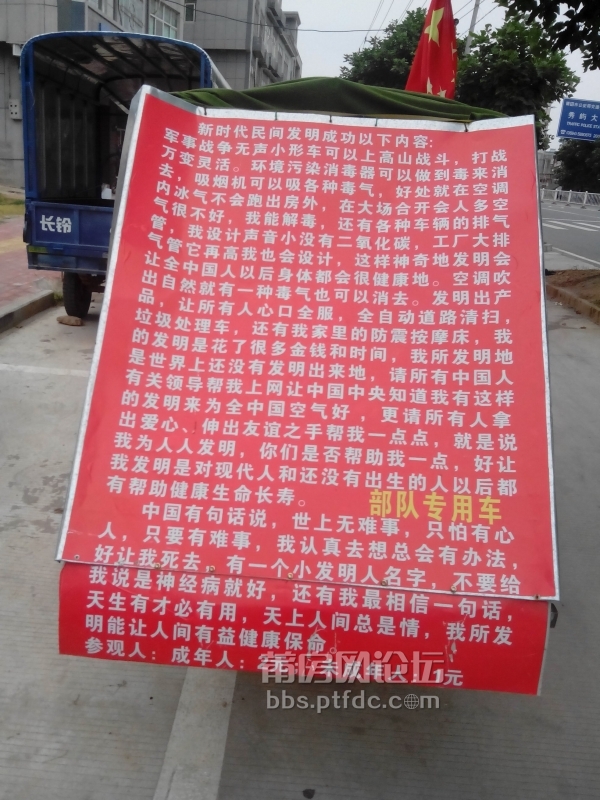 新时代民间发明成功以下内容:
军事战争无声小形车可以上高山战斗，打战
万变灵活。环境污染消毒器可以做到毒来消
去，吸烟机可以吸各种毒气，好处就在空调
内冰气不会跑出房外，在大场合开会人多空
气很不好，我能解毒，还有各种车辆的排气
管，我设计声音小没有二氧化碳，工厂大排
气管它再高我也会设计，这样神奇地发明会
让全中国人以后身体都会很健康地。空调吹
出自然就有一种毒气也可以消去。发明出产
品，让所有人心口全服，全自动道路清扫，
垃圾处理车，还有我家里的防震按摩床，我
的发明是花了很多金钱和时间，我所发明地
是世界上还没有发明出来地，请所有中国人
有关领导帮我上网让中国中央知道我有这样
的发明来为全中国空气好，更请所有人拿
出爱心、伸出友谊之手帮我一点点，就是说
我为人人发明，你们是否帮助我一点，好让
我发明是对现代人和还没有出生的人以后都
有帮助健康生命长寿。
部队专用车
中国有句话说，世上无难事，只怕有心
人，只要有难事，我认真去想总会有办法，
好让我死去，有一个小发明人名字，不要给
我说是神经病就好，还有我最相信一句话，
天生有才必有用，天上人间总是情，我所发
明能让人间有益健康保命。
参观人：成年人：2元 未成年人：1元
长铃
秀屿大
莆房网论坛
bbs.ptfdc.com